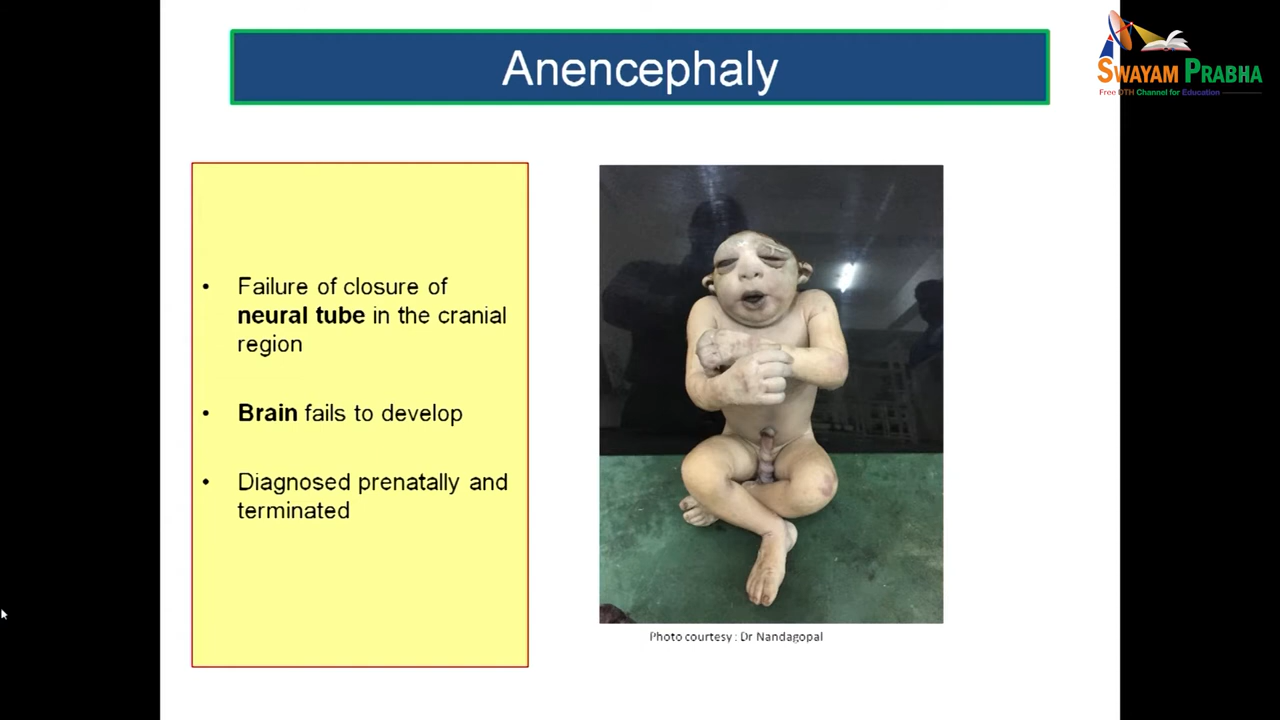 Anencephaly
SWAYAM PRABHA
Free DTH Channel for Education
• Failure of closure of
neural tube in the cranial
region
• Brain fails to develop
• Diagnosed prenatally and
terminated
Photo courtesy : Dr Nandagopal